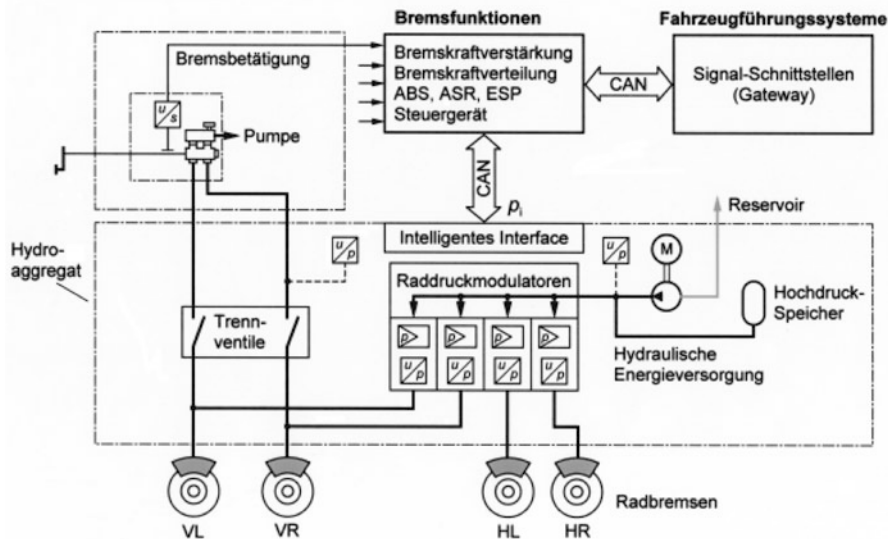 Bremsfunktionen
Fahrzeugführungssysteme
Bremsbetätigung
Bremskraftverstärkung
Bremskraftverteilung
ABS, ASR, ESP
Steuergerät
CAN
Signal-Schnittstellen
(Gateway)
u/s
Pumpe
CAN
pi
Reservoir
Hydro-
aggregat
u/p
Intelligentes Interface
u/p
M
Raddruckmodulatoren
Hochdruck-
Speicher
Trenn-
ventile
p
p
p
p
Hydraulische
Energieversorgung
u/p
u/p
u/p
u/p
Radbremsen
VL
VR
HL
HR